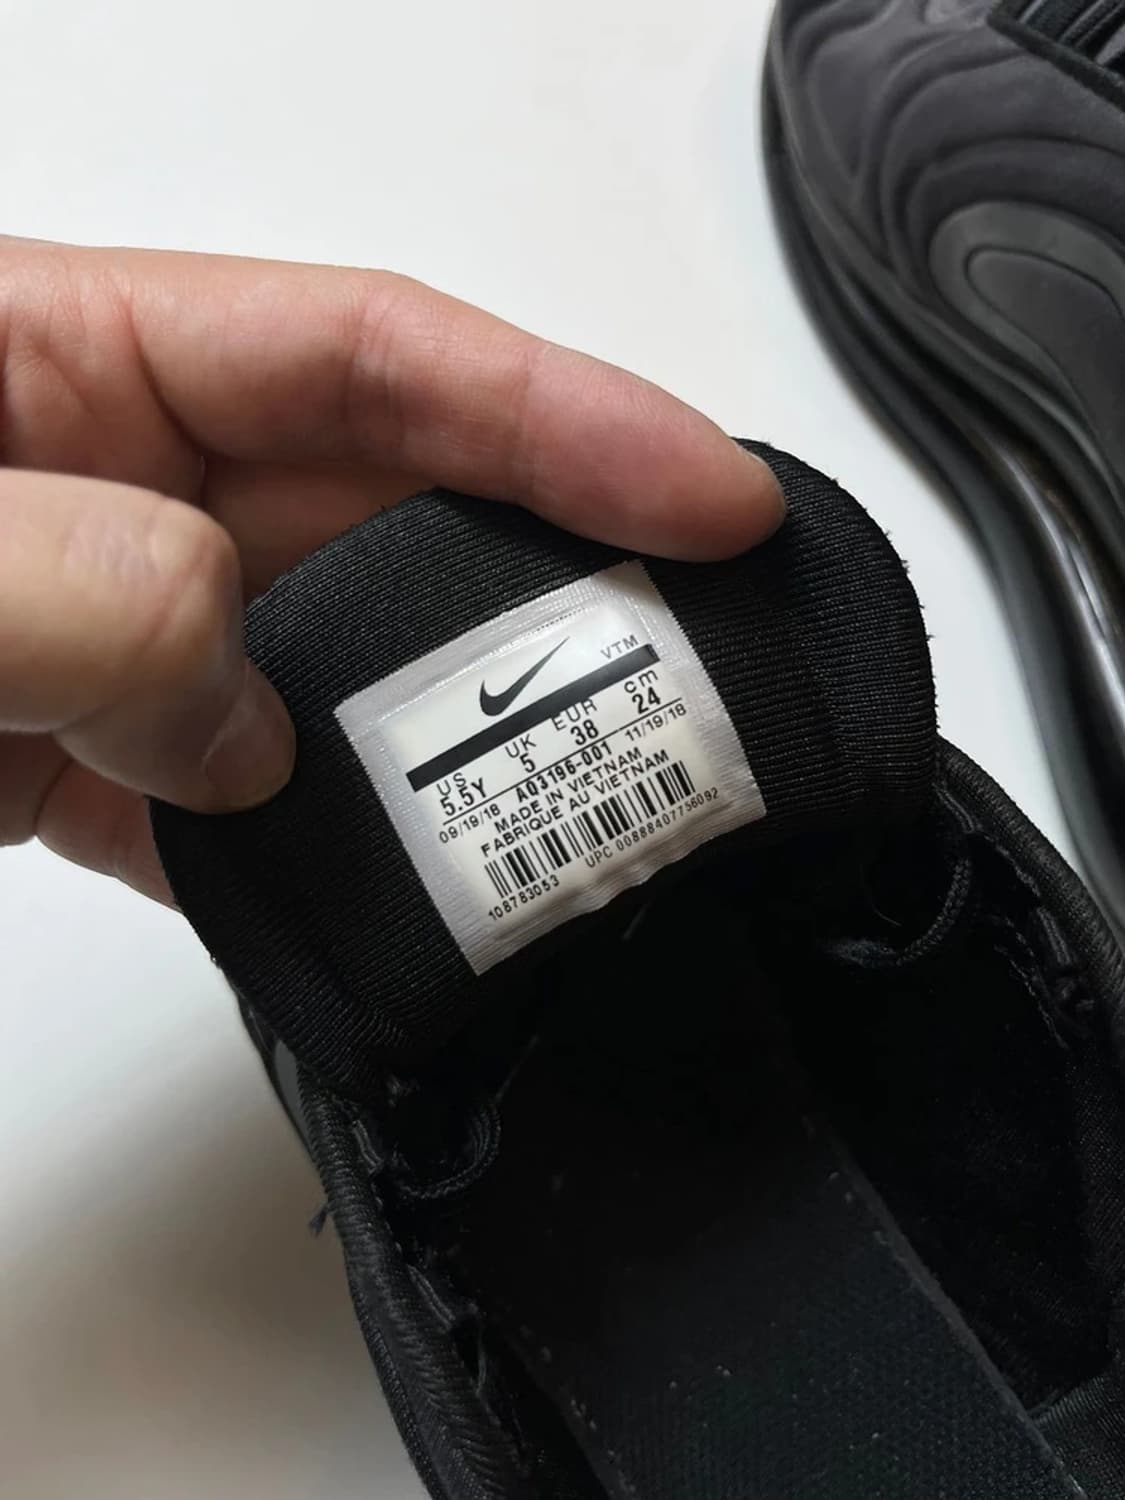 VTM
US UK EUR cm
5.5Y 5 38 24
09/19/18 AQ3196-001 11/19/18
MADE IN VIETNAM
FABRIQUE AU VIETNAM
108783053 UPC 00888407756092